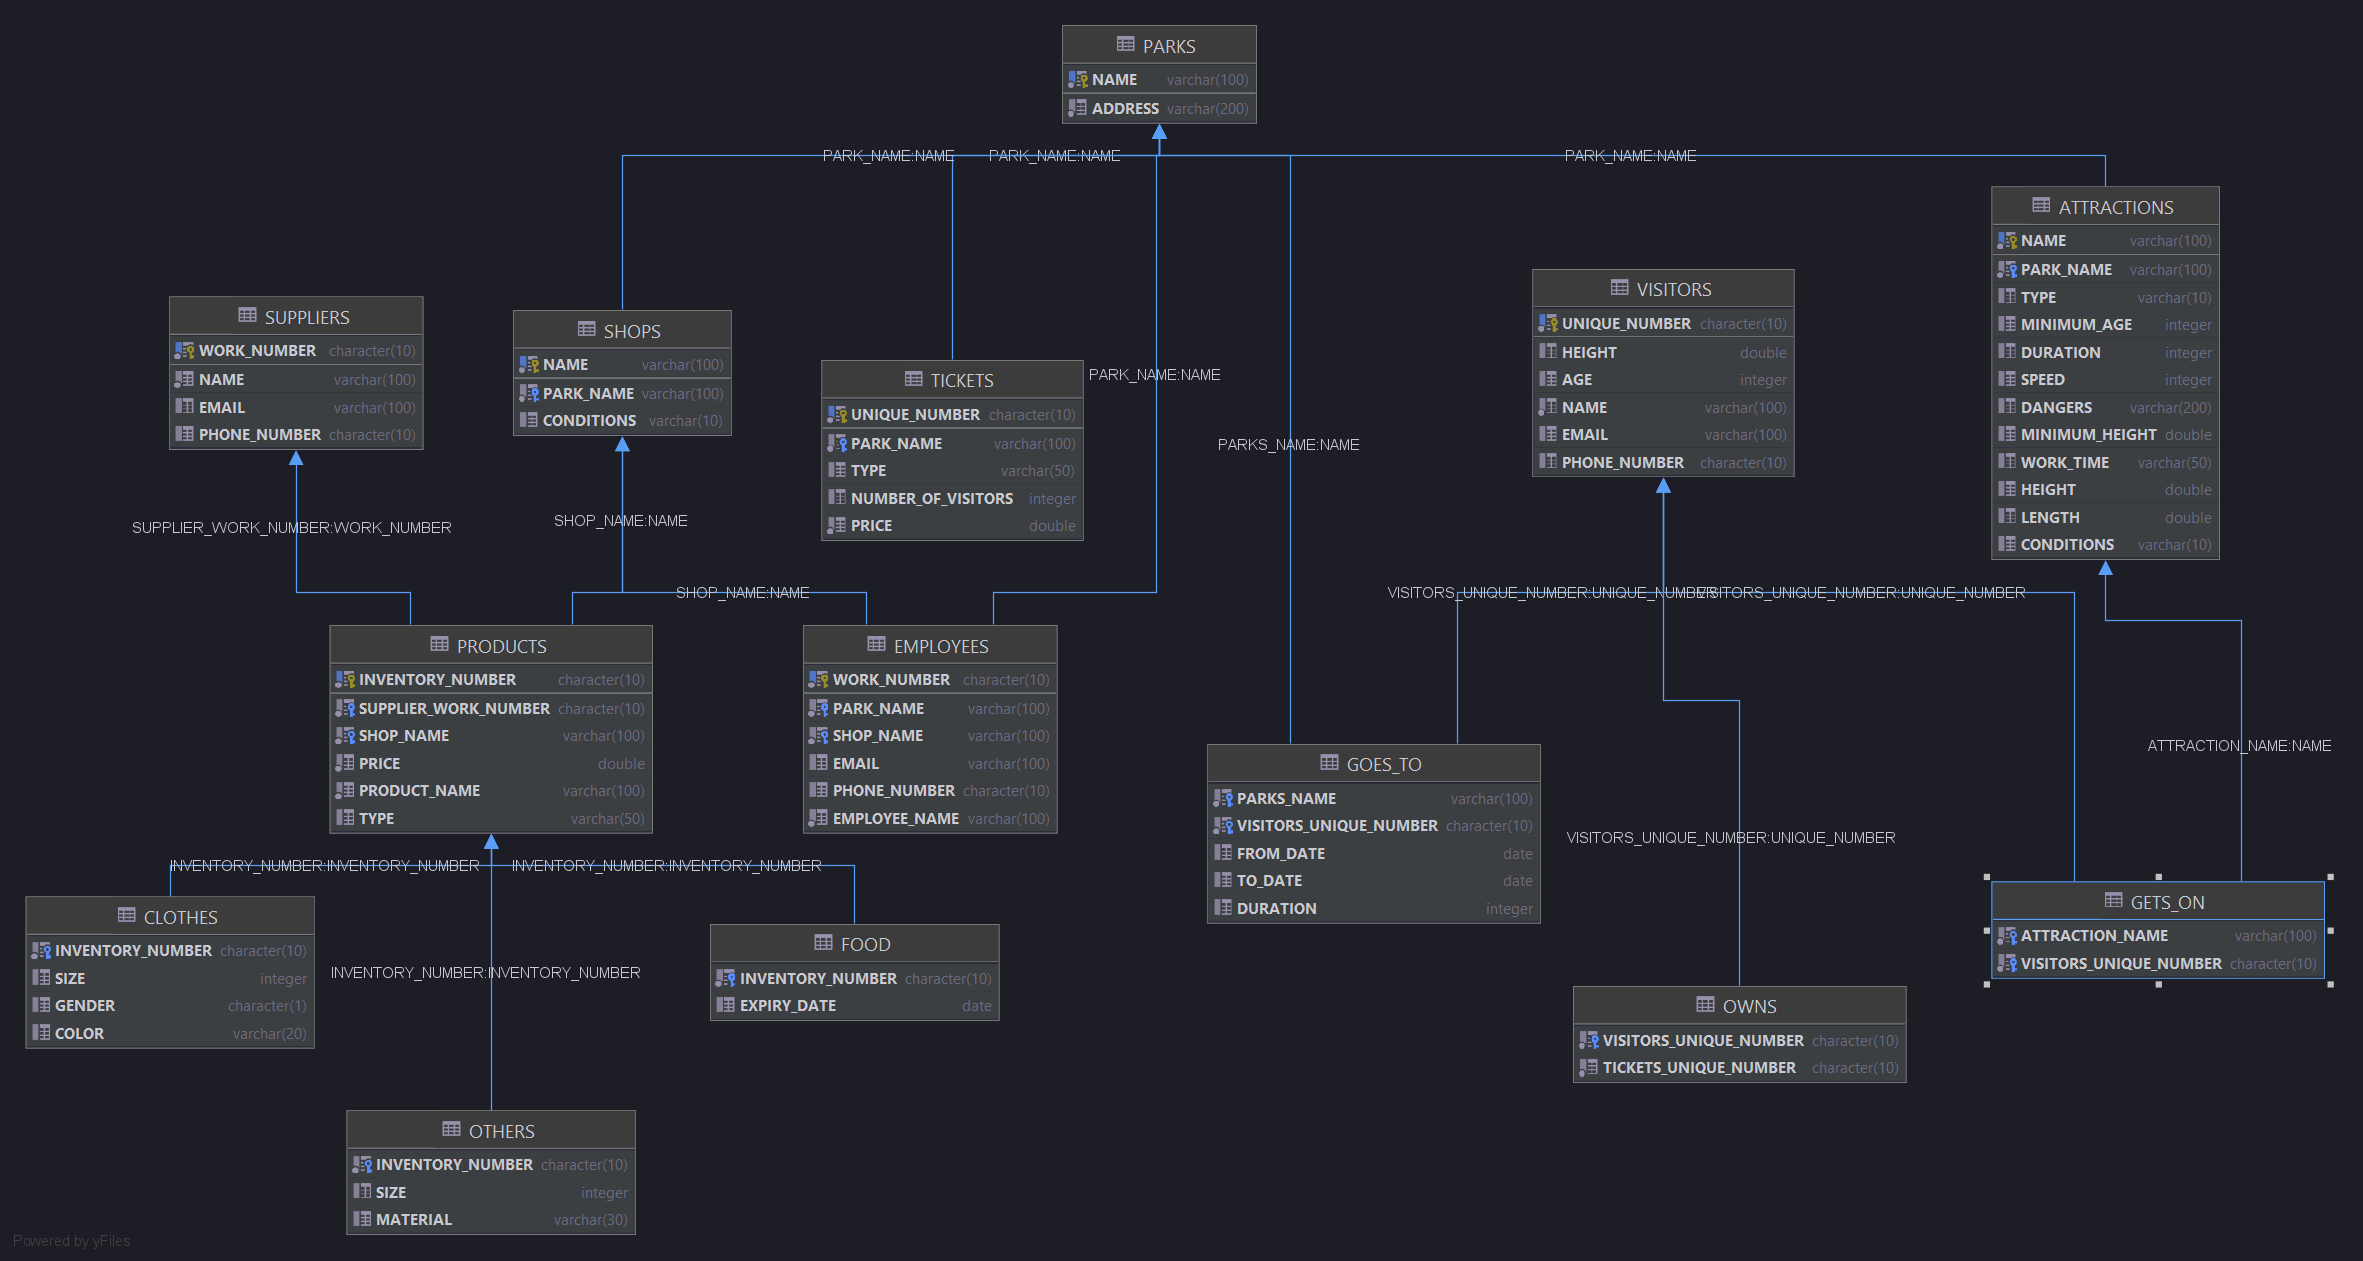 PARKS
NAME varchar(100)
ADDRESS varchar(200)
PARK_NAME:NAME
PARK_NAME:NAME
PARK_NAME:NAME
ATTRACTIONS
NAME varchar(100)
PARK_NAME varchar(100)
TYPE varchar(10)
MINIMUM_AGE integer
DURATION integer
SPEED integer
DANGERS varchar(200)
MINIMUM_HEIGHT double
WORK_TIME varchar(50)
HEIGHT double
LENGTH double
CONDITIONS varchar(10)
VISITORS
UNIQUE_NUMBER character(10)
HEIGHT double
AGE integer
NAME varchar(100)
EMAIL varchar(100)
PHONE_NUMBER character(10)
SUPPLIERS
WORK_NUMBER character(10)
NAME varchar(100)
EMAIL varchar(100)
PHONE_NUMBER character(10)
SHOPS
NAME varchar(100)
PARK_NAME varchar(100)
CONDITIONS varchar(10)
TICKETS
UNIQUE_NUMBER character(10)
PARK_NAME varchar(100)
TYPE varchar(50)
NUMBER_OF_VISITORS integer
PRICE double
PARK_NAME:NAME
PARKS_NAME:NAME
SUPPLIER_WORK_NUMBER:WORK_NUMBER
SHOP_NAME:NAME
SHOP_NAME:NAME
VISITORS_UNIQUE_NUMBER:UNIQUE_NUMBER
VISITORS_UNIQUE_NUMBER:UNIQUE_NUMBER
PRODUCTS
INVENTORY_NUMBER character(10)
SUPPLIER_WORK_NUMBER character(10)
SHOP_NAME varchar(100)
PRICE double
PRODUCT_NAME varchar(100)
TYPE varchar(50)
EMPLOYEES
WORK_NUMBER character(10)
PARK_NAME varchar(100)
SHOP_NAME varchar(100)
EMAIL varchar(100)
PHONE_NUMBER character(10)
EMPLOYEE_NAME varchar(100)
GOES_TO
PARKS_NAME varchar(100)
VISITORS_UNIQUE_NUMBER character(10)
FROM_DATE date
TO_DATE date
DURATION integer
ATTRACTION_NAME:NAME
VISITORS_UNIQUE_NUMBER:UNIQUE_NUMBER
INVENTORY_NUMBER:INVENTORY_NUMBER
INVENTORY_NUMBER:INVENTORY_NUMBER
CLOTHES
INVENTORY_NUMBER character(10)
SIZE integer
GENDER character(1)
COLOR varchar(20)
INVENTORY_NUMBER:INVENTORY_NUMBER
FOOD
INVENTORY_NUMBER character(10)
EXPIRY_DATE date
GETS_ON
ATTRACTION_NAME varchar(100)
VISITORS_UNIQUE_NUMBER character(10)
OWNS
VISITORS_UNIQUE_NUMBER character(10)
TICKETS_UNIQUE_NUMBER character(10)
OTHERS
INVENTORY_NUMBER character(10)
SIZE integer
MATERIAL varchar(30)
Powered by yFiles